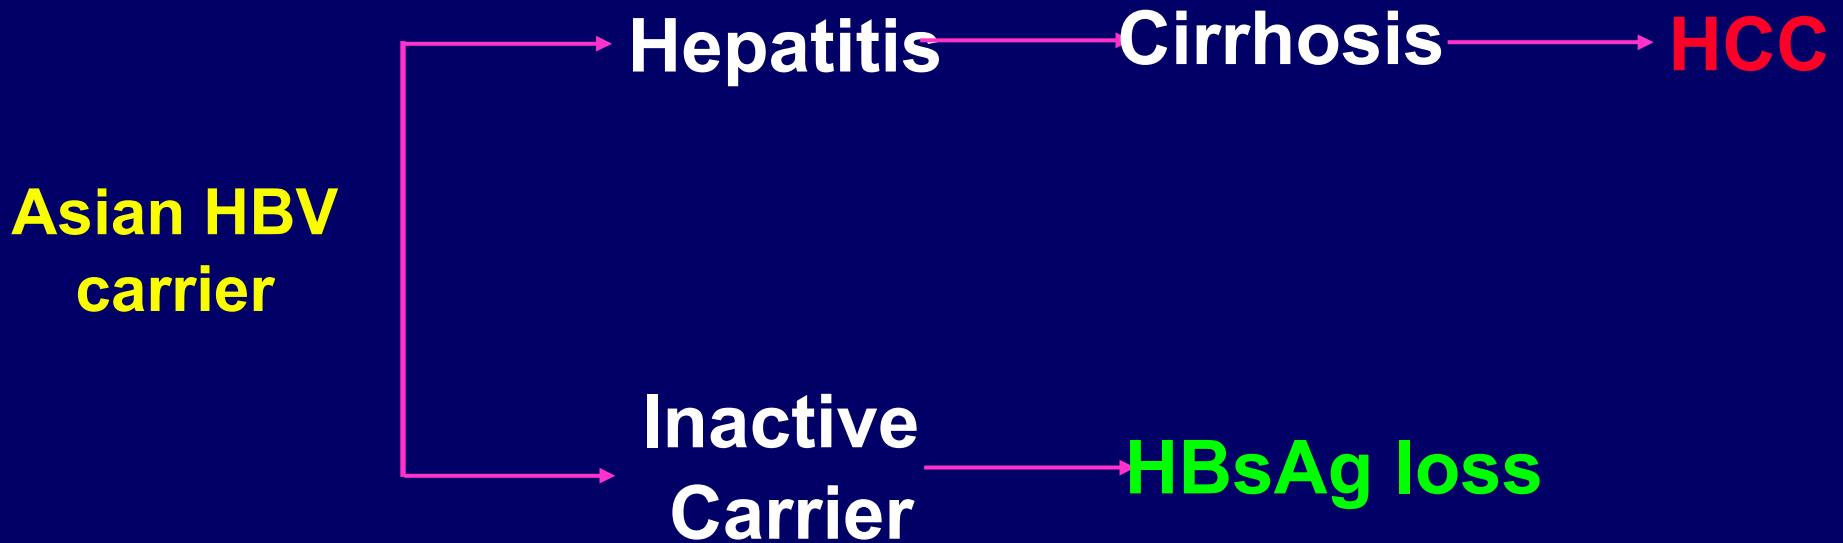 Hepatitis
Cirrhosis
HCC
Asian HBV
carrier
Inactive
Carrier
HBsAg loss